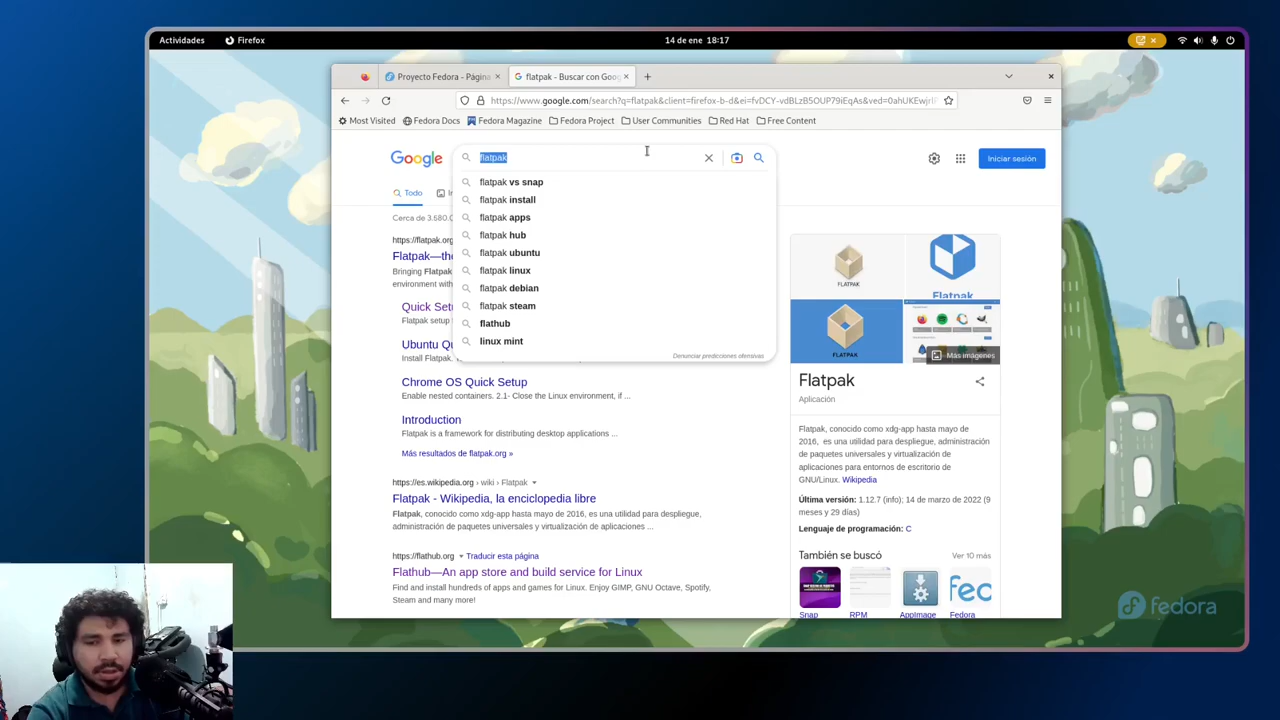 Actividades
Firefox
14 de ene 18:17
Proyecto Fedora - Página
flatpak - Buscar con Goog
https://www.google.com/search?q=flatpak&client=firefox-b-d&ei=fvDCY-vdBLzB5OUP79iEqAs&ved=0ahUKEwjrl
Most Visited
Fedora Docs
Fedora Magazine
Fedora Project
User Communities
Red Hat
Free Content
Google
flatpak
Iniciar sesión
flatpak vs snap
flatpak install
flatpak apps
flatpak hub
flatpak ubuntu
flatpak linux
flatpak debian
flatpak steam
flathub
linux mint
Denunciar predicciones ofensivas
Todo
Cerca de 3.580.0
https://flatpak.org
Flatpak—the
Bringing Flatpak
environment with
Quick Set
Flatpak setup
Ubuntu Qu
Install Flatpak.
Chrome OS Quick Setup
Enable nested containers. 2.1- Close the Linux environment, if ...
Introduction
Flatpak is a framework for distributing desktop applications ...
Más resultados de flatpak.org »
https://es.wikipedia.org › wiki › Flatpak
Flatpak - Wikipedia, la enciclopedia libre
Flatpak, conocido como xdg-app hasta mayo de 2016, es una utilidad para despliegue,
administración de paquetes universales y virtualización de aplicaciones ...
https://flathub.org
Traducir esta página
Flathub—An app store and build service for Linux
Find and install hundreds of apps and games for Linux. Enjoy GIMP, GNU Octave, Spotify,
Steam and many more!
FLATPAK
Flatpak
FLATPAK
Más imágenes
Flatpak
Aplicación
Flatpak, conocido como xdg-app hasta mayo de
2016, es una utilidad para despliegue, administración
de paquetes universales y virtualización de
aplicaciones para entornos de escritorio de
GNU/Linux. Wikipedia
Última versión: 1.12.7 (info); 14 de marzo de 2022 (9
meses y 29 días)
Lenguaje de programación: C
También se buscó
Ver 10 más
Snap
RPM
AppImage
Fedora
fedora